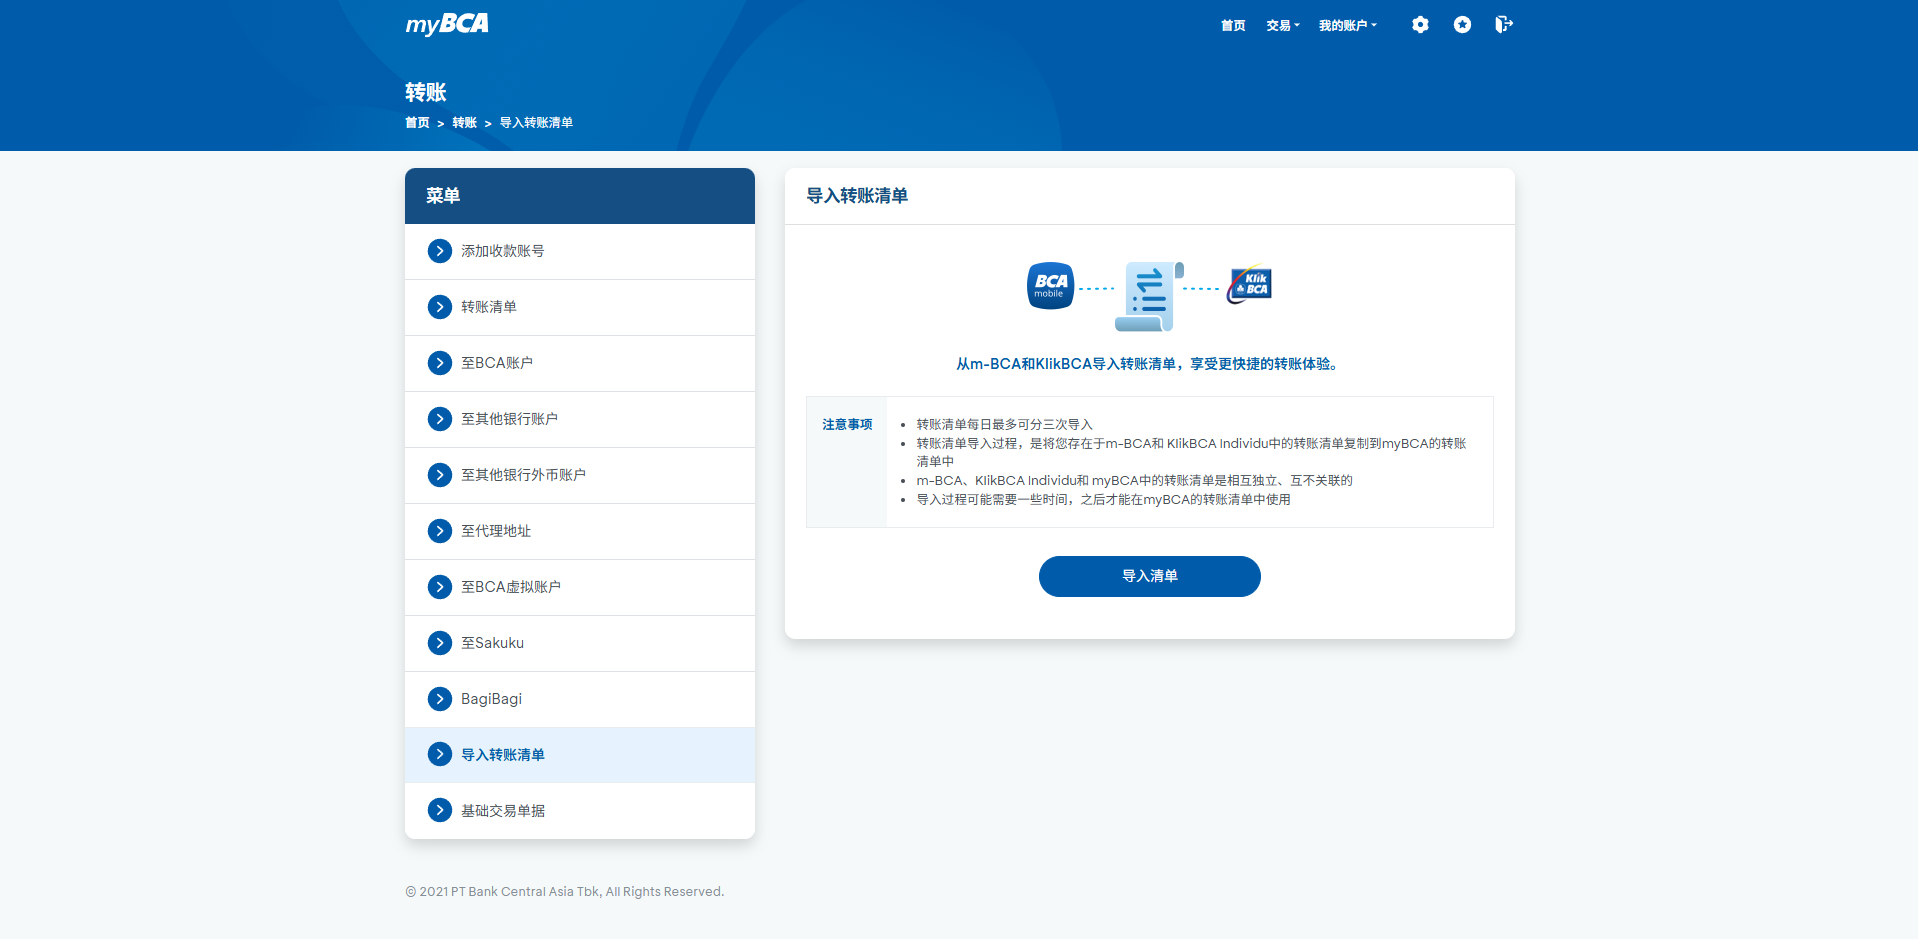 myBCA
首页 交易 我的账户
转账
首页 > 转账 > 导入转账清单
菜单
添加收款账号
转账清单
至BCA账户
至其他银行账户
至其他银行外币账户
至代理地址
至BCA虚拟账户
至Sakuku
BagiBagi
导入转账清单
基础交易单据
导入转账清单
BCA
mobile
Klik
BCA
从m-BCA和KlikBCA导入转账清单，享受更快捷的转账体验。
注意事项
• 转账清单每日最多可分三次导入
• 转账清单导入过程，是将您存在于m-BCA和 KlikBCA Individu中的转账清单复制到myBCA的转账
清单中
• m-BCA、KlikBCA Individu和 myBCA中的转账清单是相互独立、互不关联的
• 导入过程可能需要一些时间，之后才能在myBCA的转账清单中使用
导入清单
© 2021 PT Bank Central Asia Tbk, All Rights Reserved.